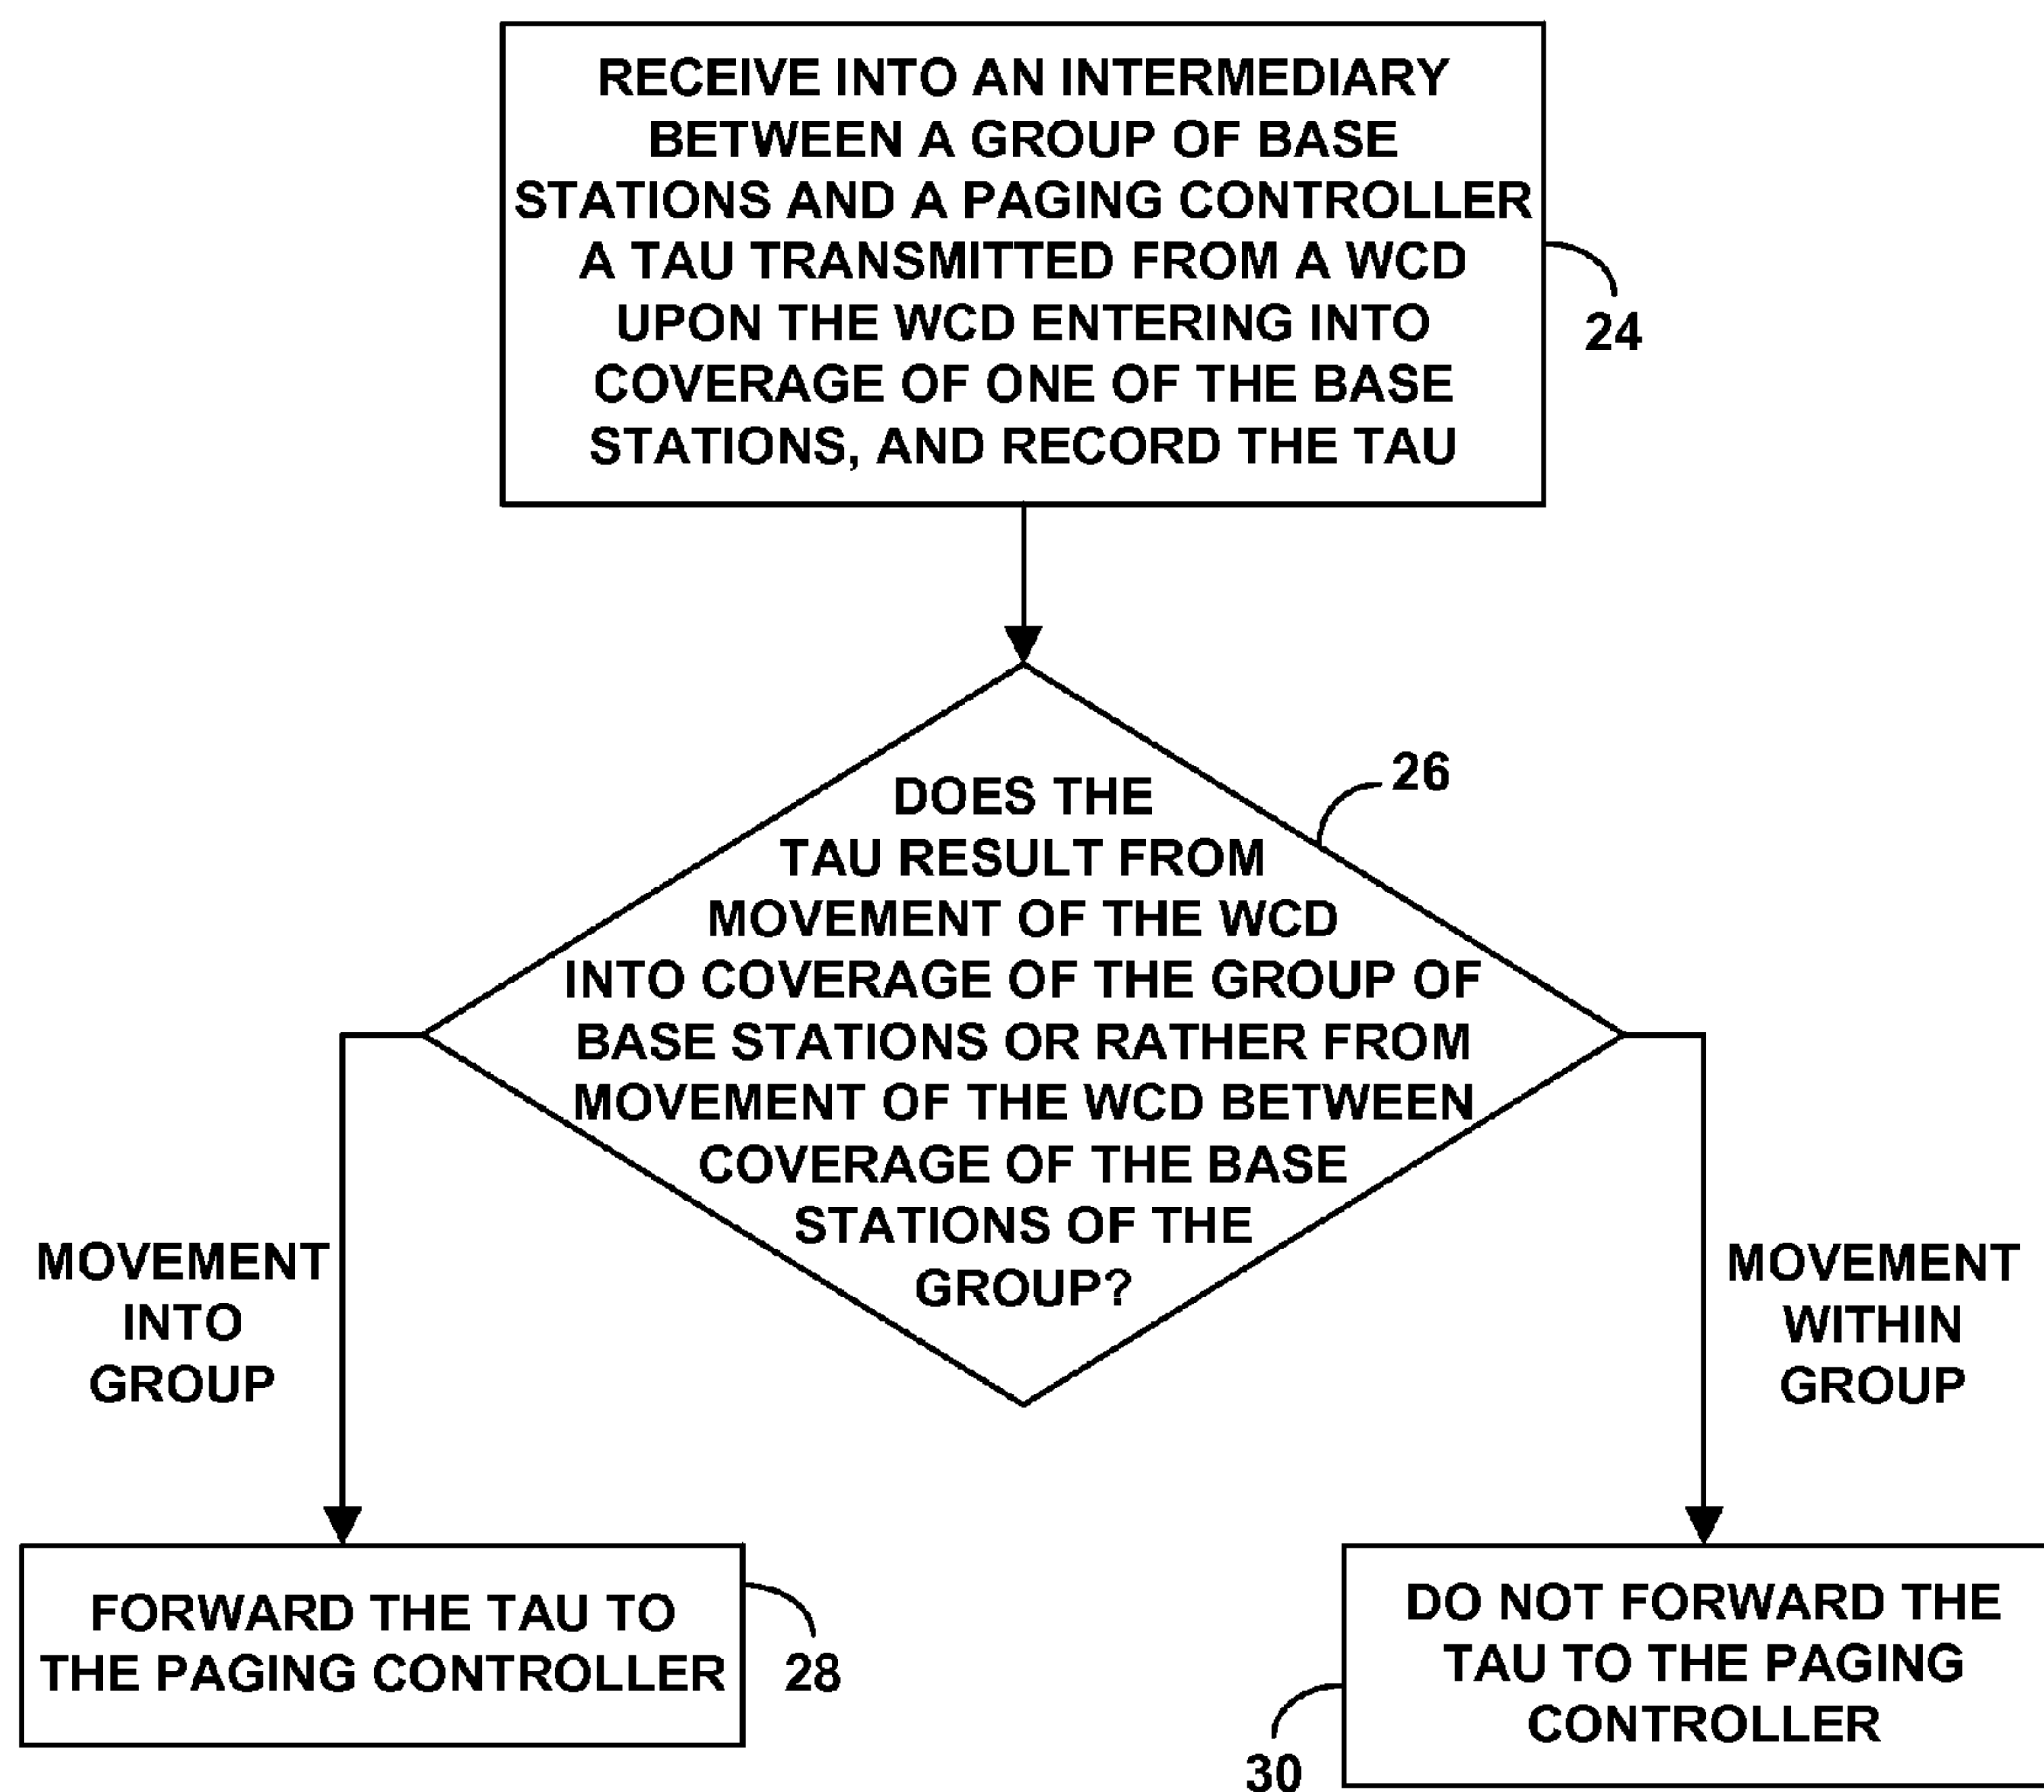 RECEIVE INTO AN INTERMEDIARY
BETWEEN A GROUP OF BASE
STATIONS AND A PAGING CONTROLLER
A TAU TRANSMITTED FROM A WCD
UPON THE WCD ENTERING INTO
COVERAGE OF ONE OF THE BASE
STATIONS, AND RECORD THE TAU
24
26
DOES THE
TAU RESULT FROM
MOVEMENT OF THE WCD
INTO COVERAGE OF THE GROUP OF
BASE STATIONS OR RATHER FROM
MOVEMENT OF THE WCD BETWEEN
COVERAGE OF THE BASE
STATIONS OF THE
GROUP?
MOVEMENT
INTO
GROUP
MOVEMENT
WITHIN
GROUP
FORWARD THE TAU TO
THE PAGING CONTROLLER
28
DO NOT FORWARD THE
TAU TO THE PAGING
CONTROLLER
30